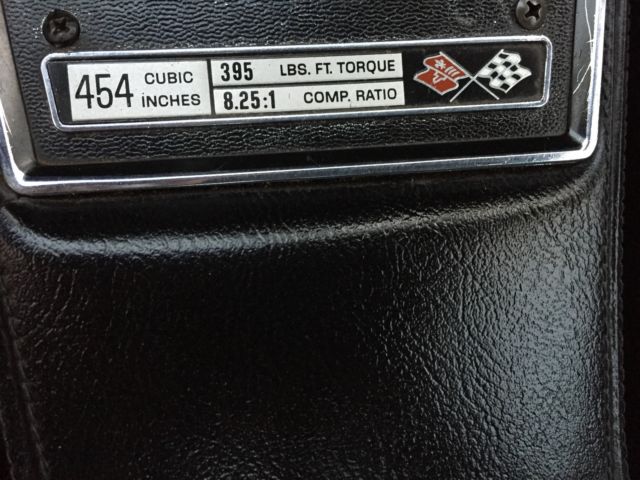 454 CUBIC INCHES
395 LBS. FT. TORQUE
8.25:1 COMP. RATIO